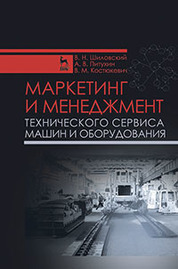 В. Н. Шиловский
А. В. Питухин
В. М. Костюкевич
МАРКЕТИНГ
И МЕНЕДЖМЕНТ
ТЕХНИЧЕСКОГО СЕРВИСА
МАШИН И ОБОРУДОВАНИЯ